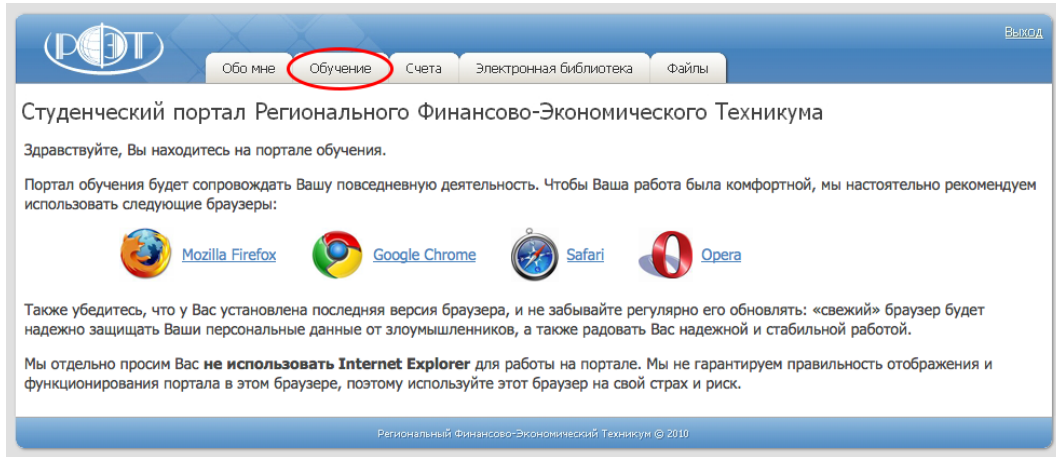 Выход
РФЭТ
Обо мне Обучение Счета Электронная библиотека Файлы
Студенческий портал Регионального Финансово-Экономического Техникума
Здравствуйте, Вы находитесь на портале обучения.
Портал обучения будет сопровождать Вашу повседневную деятельность. Чтобы Ваша работа была комфортной, мы настоятельно рекомендуем
использовать следующие браузеры:
Mozilla Firefox Google Chrome Safari Opera
Также убедитесь, что у Вас установлена последняя версия браузера, и не забывайте регулярно его обновлять: «свежий» браузер будет
надежно защищать Ваши персональные данные от злоумышленников, а также радовать Вас надежной и стабильной работой.
Мы отдельно просим Вас не использовать Internet Explorer для работы на портале. Мы не гарантируем правильность отображения и
функционирования портала в этом браузере, поэтому используйте этот браузер на свой страх и риск.
Региональный Финансово-Экономический Техникум © 2010